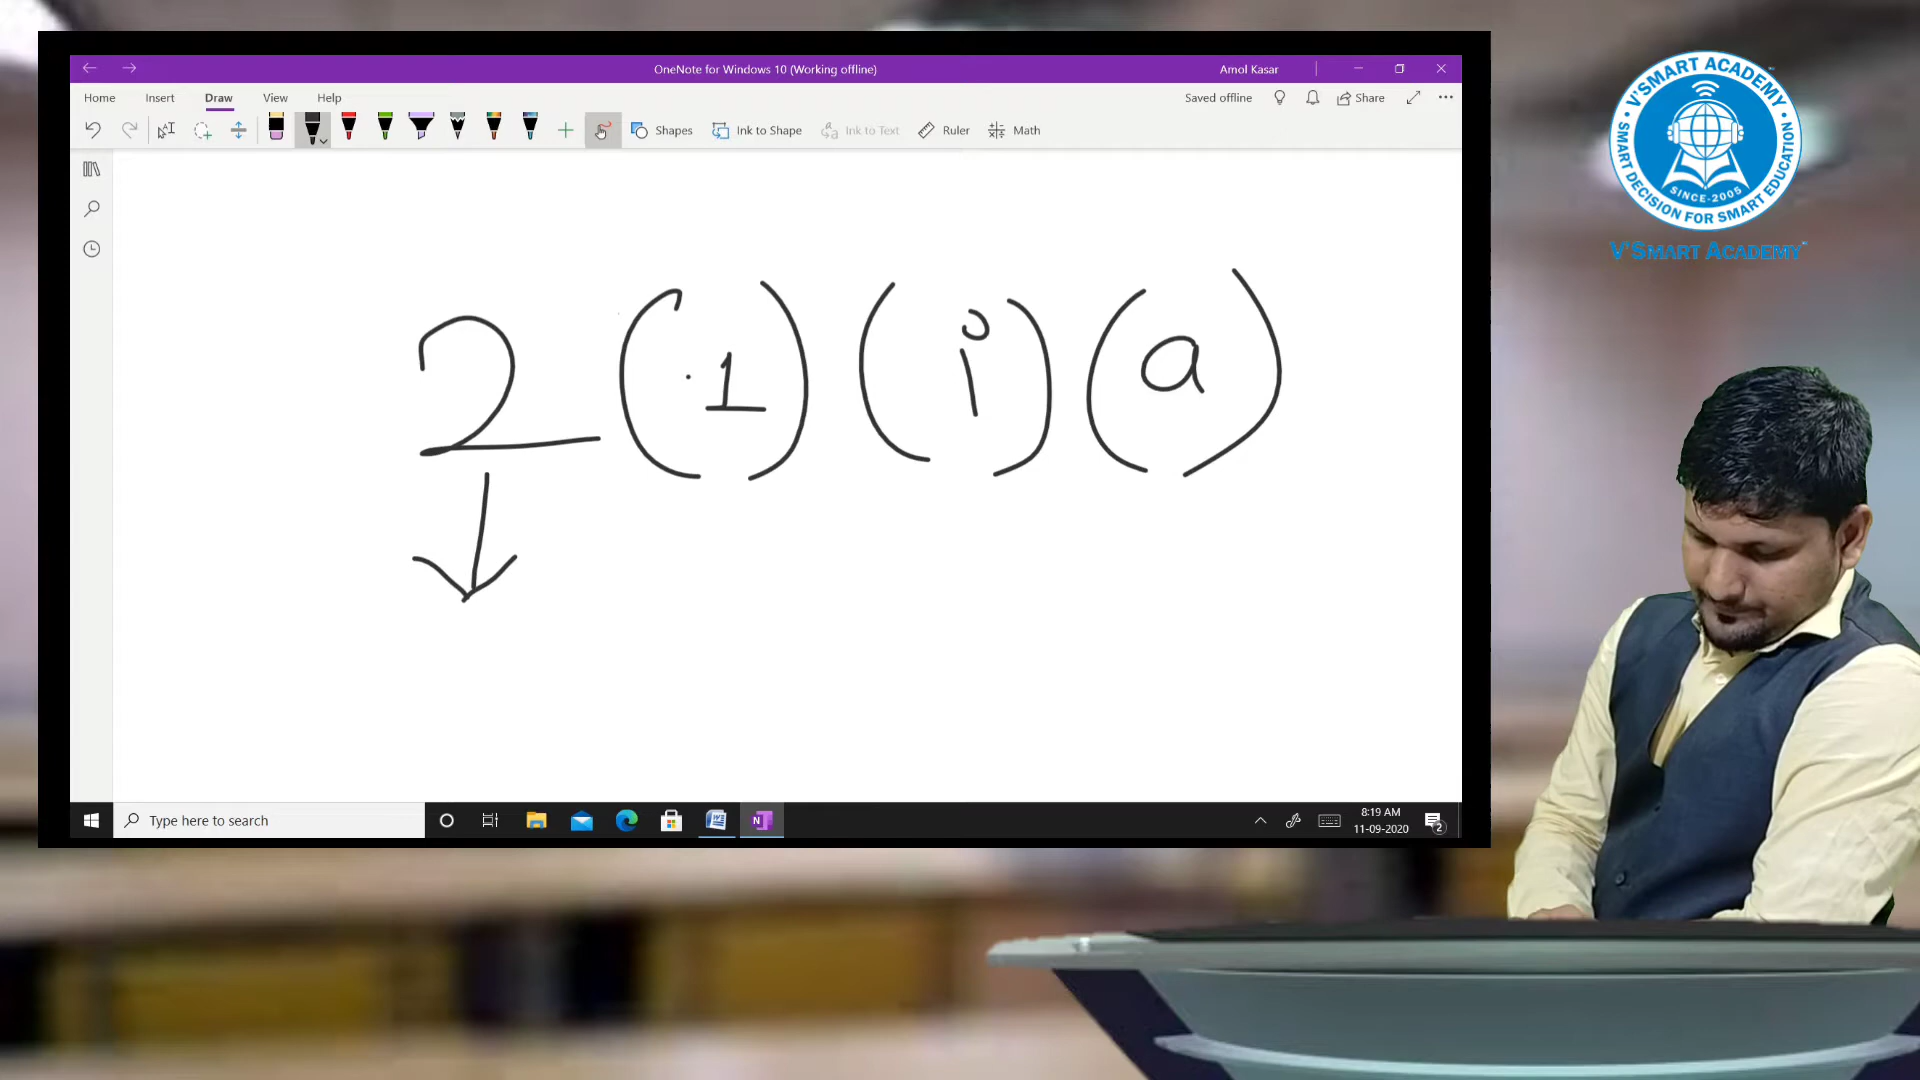 OneNote for Windows 10 (Working offline)
Amol Kasar
Home Insert Draw View Help
Saved offline
Share
Shapes
Ink to Shape
Ink to Text
Ruler
Math
2 (1) (i) (a)
Type here to search
8:19 AM
11-09-2020
2
V'SMART ACADEMY
SMART DECISION FOR SMART EDUCATION
SINCE-2005
V'SMART ACADEMY